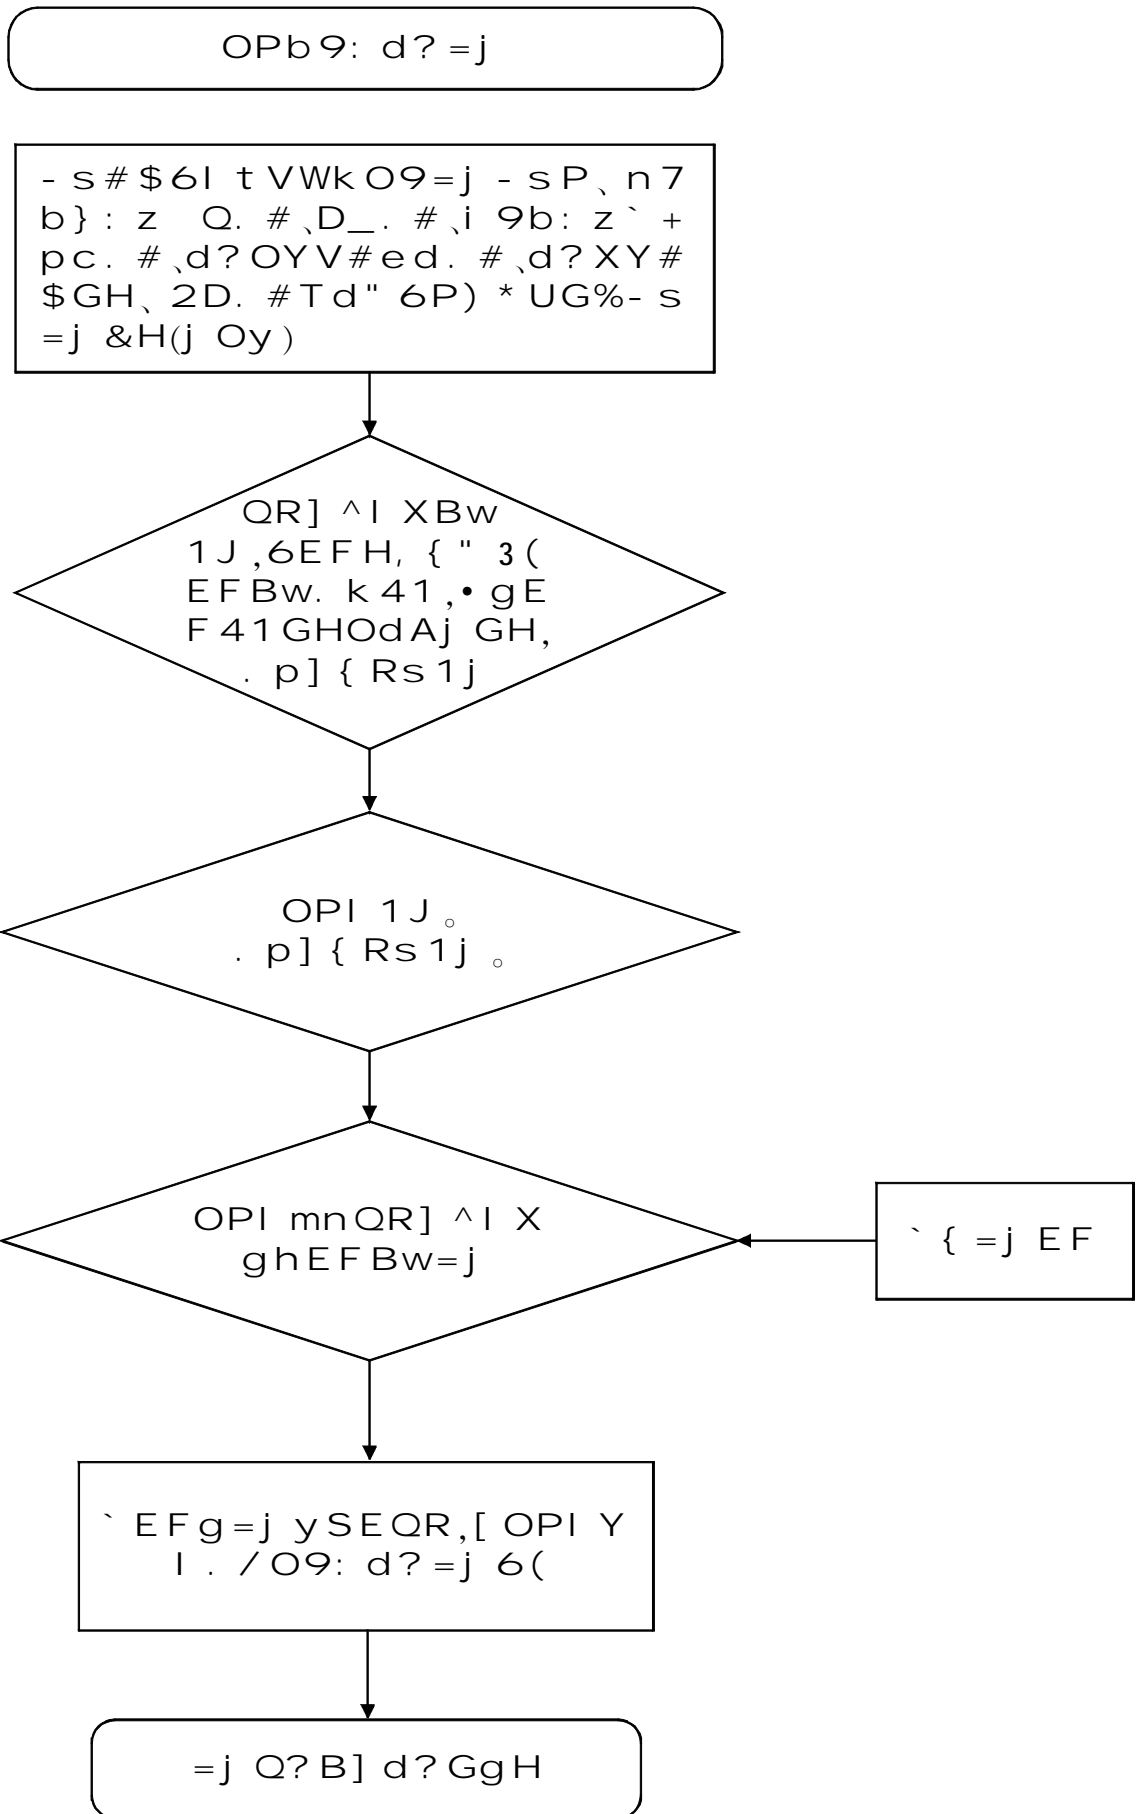 OPb9: d?=j
- s#$6I tVWkO9=j - sP、n7
b}: z Q. #、D_. #、i 9b: z` +
pc. #、d?OYV#ed. #、d?XY#
$GH、2D. #Td" 6P) * UG%- s
=j &H(j Oy)
QR] ^I XBw
1J ,6EFH, { " 3(
EFBw. k41,• gE
F41GHOdAj GH,
. p] { Rs1j
OPI 1J 。
. p] { Rs1j 。
OPI mnQR] ^I X
ghEFBw=j
` { =j EF
` EFg=j ySEQR,[ OPI Y
I . /O9: d?=j 6(
=j Q?B] d?GgH